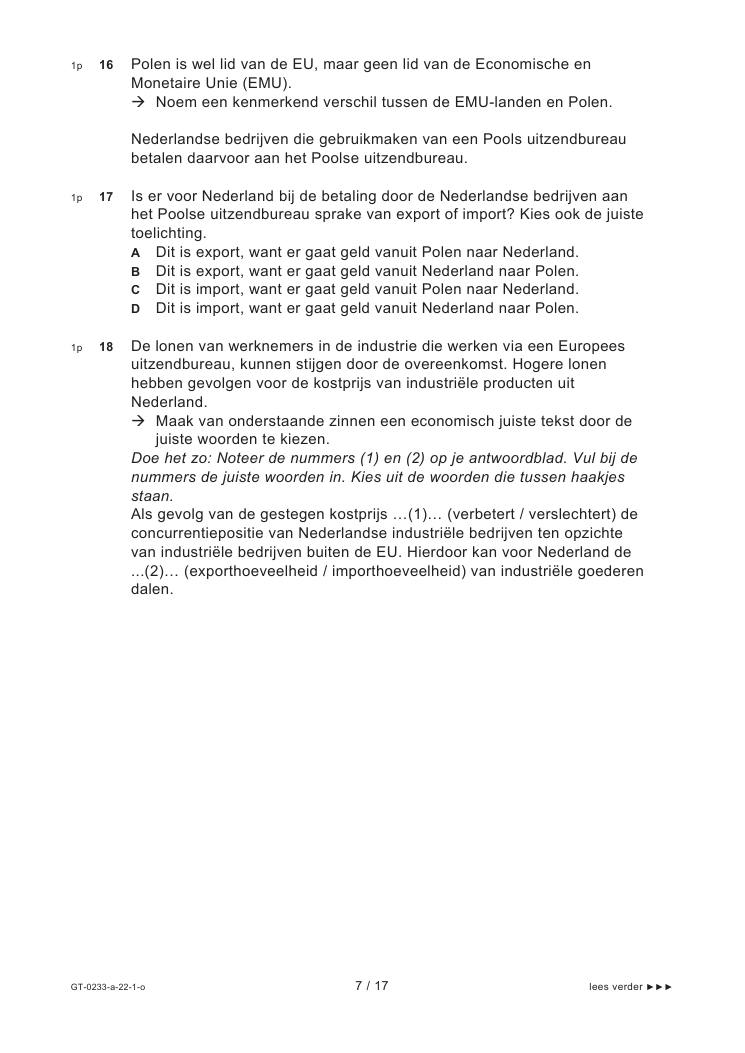 1p 16 Polen is wel lid van de EU, maar geen lid van de Economische en
Monetaire Unie (EMU).
→ Noem een kenmerkend verschil tussen de EMU-landen en Polen.
Nederlandse bedrijven die gebruikmaken van een Pools uitzendbureau
betalen daarvoor aan het Poolse uitzendbureau.
1p 17 Is er voor Nederland bij de betaling door de Nederlandse bedrijven aan
het Poolse uitzendbureau sprake van export of import? Kies ook de juiste
toelichting.
A Dit is export, want er gaat geld vanuit Polen naar Nederland.
B Dit is export, want er gaat geld vanuit Nederland naar Polen.
C Dit is import, want er gaat geld vanuit Polen naar Nederland.
D Dit is import, want er gaat geld vanuit Nederland naar Polen.
1p 18 De lonen van werknemers in de industrie die werken via een Europees
uitzendbureau, kunnen stijgen door de overeenkomst. Hogere lonen
hebben gevolgen voor de kostprijs van industriële producten uit
Nederland.
→ Maak van onderstaande zinnen een economisch juiste tekst door de
juiste woorden te kiezen.
Doe het zo: Noteer de nummers (1) en (2) op je antwoordblad. Vul bij de
nummers de juiste woorden in. Kies uit de woorden die tussen haakjes
staan.
Als gevolg van de gestegen kostprijs …(1)… (verbetert / verslechtert) de
concurrentiepositie van Nederlandse industriële bedrijven ten opzichte
van industriële bedrijven buiten de EU. Hierdoor kan voor Nederland de
...(2)… (exporthoeveelheid / importhoeveelheid) van industriële goederen
dalen.
GT-0233-a-22-1-o 7 / 17 lees verder ►►►